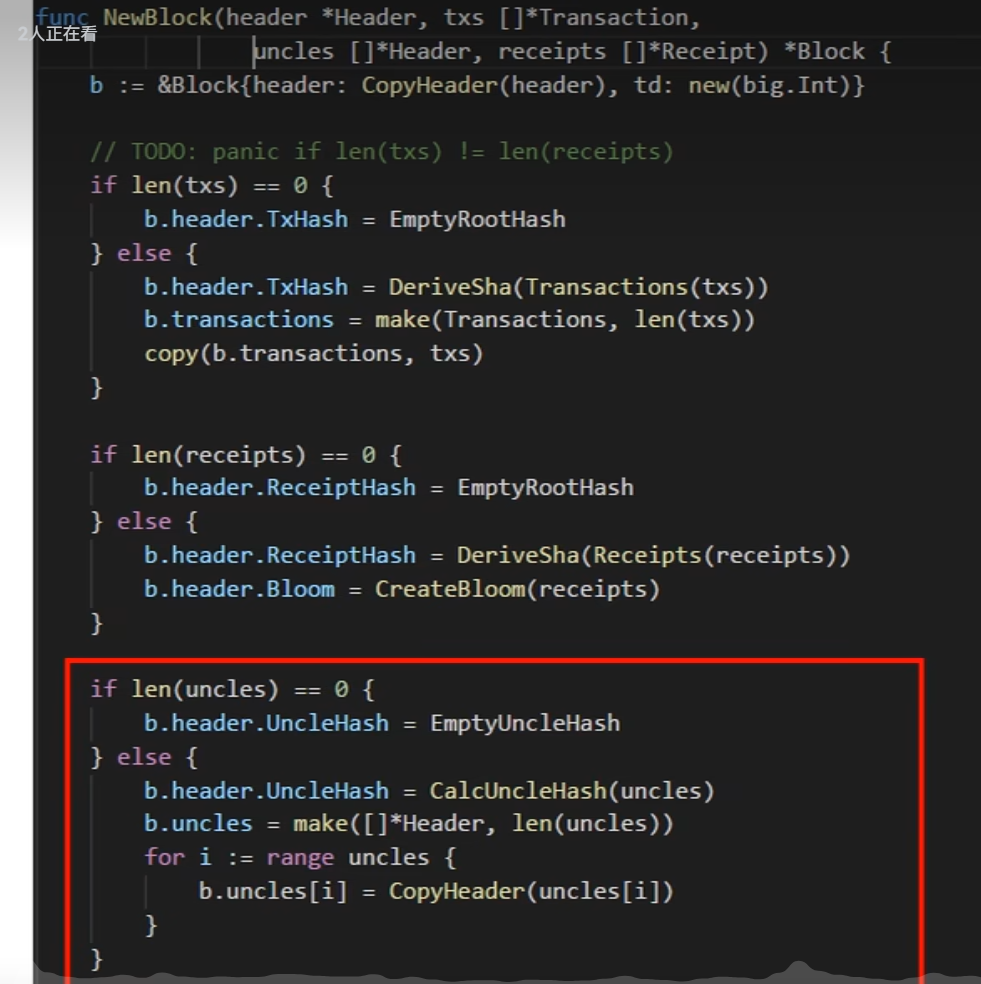 func NewBlock(header *Header, txs []*Transaction,
2人正在看
uncles []*Header, receipts []*Receipt) *Block {
b := &Block{header: CopyHeader(header), td: new(big.Int)}
// TODO: panic if len(txs) != len(receipts)
if len(txs) == 0 {
b.header.TxHash = EmptyRootHash
} else {
b.header.TxHash = DeriveSha(Transactions(txs))
b.transactions = make(Transactions, len(txs))
copy(b.transactions, txs)
}
if len(receipts) == 0 {
b.header.ReceiptHash = EmptyRootHash
} else {
b.header.ReceiptHash = DeriveSha(Receipts(receipts))
b.header.Bloom = CreateBloom(receipts)
}
if len(uncles) == 0 {
b.header.UncleHash = EmptyUncleHash
} else {
b.header.UncleHash = CalcUncleHash(uncles)
b.uncles = make([]*Header, len(uncles))
for i := range uncles {
b.uncles[i] = CopyHeader(uncles[i])
}
}